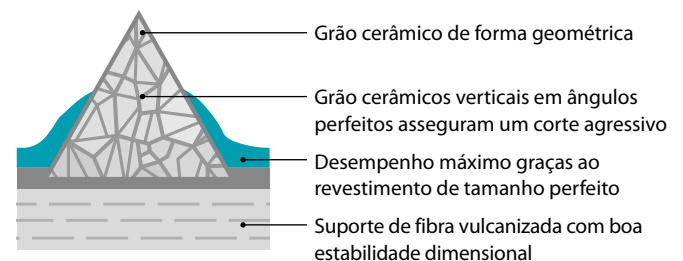 Grão cerâmico de forma geométrica
Grão cerâmicos verticais em ângulos
perfeitos asseguram um corte agressivo
Desempenho máximo graças ao
revestimento de tamanho perfeito
Suporte de fibra vulcanizada com boa
estabilidade dimensional